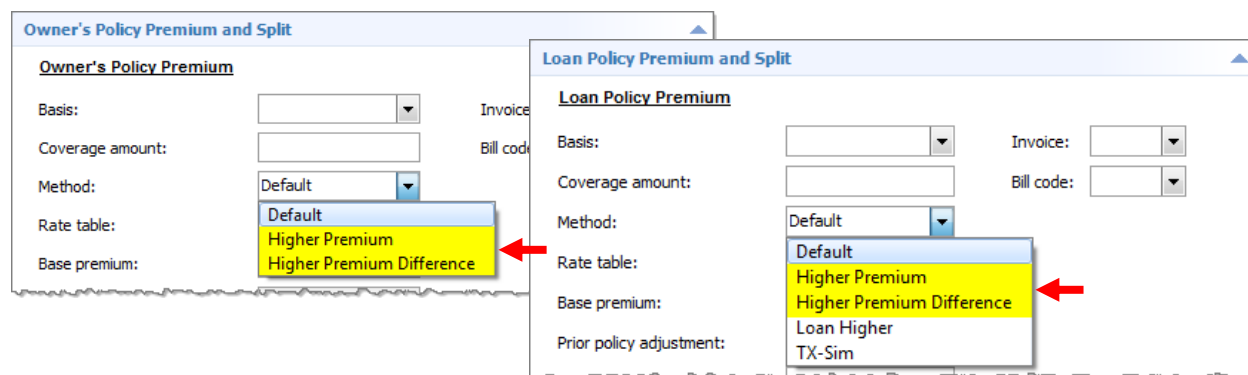 Owner's Policy Premium and Split
Owner's Policy Premium
Basis:
Invoice
Coverage amount:
Bill code
Method:
Default
Rate table:
Default
Higher Premium
Higher Premium Difference
Base premium:
Loan Policy Premium and Split
Loan Policy Premium
Basis:
Invoice:
Coverage amount:
Bill code:
Method:
Default
Rate table:
Default
Higher Premium
Higher Premium Difference
Loan Higher
TX-Sim
Base premium:
Prior policy adjustment: